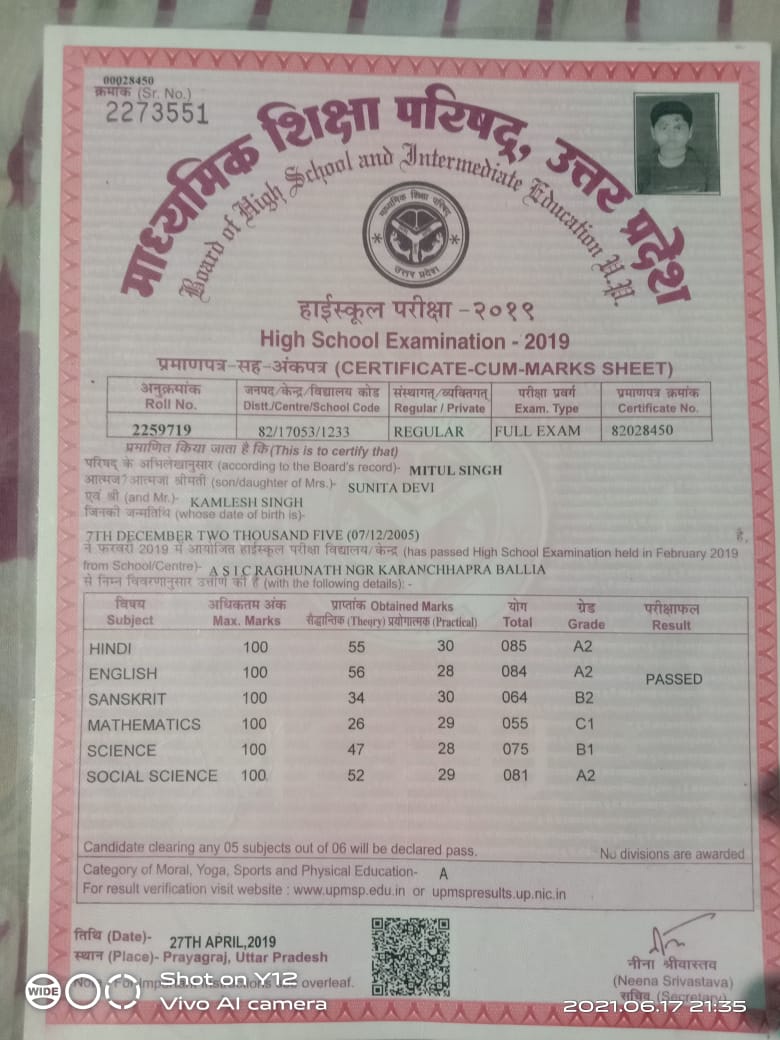 00028450
क्रमांक (Sr. No.)
2273551
माध्यमिक शिक्षा परिषद्, उत्तर प्रदेश
Board of High School and Intermediate Education U.P.
माध्यमिक शिक्षा परिषद्
उत्तर प्रदेश
हाईस्कूल परीक्षा -२०१९
High School Examination - 2019
प्रमाणपत्र-सह-अंकपत्र (CERTIFICATE-CUM-MARKS SHEET)
अनुक्रमांक जनपद/केन्द्र/विद्यालय कोड संस्थागत/व्यक्तिगत परीक्षा प्रवर्ग प्रमाणपत्र क्रमांक
Roll No. Distt./Centre/School Code Regular / Private Exam. Type Certificate No.
2259719 82/17053/1233 REGULAR FULL EXAM 82028450
प्रमाणित किया जाता है कि(This is to certify that)
परिषद् के अभिलेखानुसार (according to the Board's record)- MITUL SINGH
आत्मज/आत्मजा श्रीमती (son/daughter of Mrs.)- SUNITA DEVI
एवं श्री (and Mr.)- KAMLESH SINGH
जिनकी जन्मतिथि (whose date of birth is)-
7TH DECEMBER TWO THOUSAND FIVE (07/12/2005) है,
ने फरवरी 2019 में आयोजित हाईस्कूल परीक्षा विद्यालय/केन्द्र (has passed High School Examination held in February 2019
from School/Centre)- A S I C RAGHUNATH NGR KARANCHHAPRA BALLIA
से निम्न विवरणानुसार उत्तीर्ण की है (with the following details): -
विषय अधिकतम अंक प्राप्तांक Obtained Marks योग ग्रेड परीक्षाफल
Subject Max. Marks सैद्धान्तिक (Theory) प्रयोगात्मक (Practical) Total Grade Result
HINDI 100 55 30 085 A2
ENGLISH 100 56 28 084 A2 PASSED
SANSKRIT 100 34 30 064 B2
MATHEMATICS 100 26 29 055 C1
SCIENCE 100 47 28 075 B1
SOCIAL SCIENCE 100 52 29 081 A2
Candidate clearing any 05 subjects out of 06 will be declared pass. No divisions are awarded
Category of Moral, Yoga, Sports and Physical Education- A
For result verification visit website : www.upmsp.edu.in or upmspresults.up.nic.in
तिथि (Date)- 27TH APRIL,2019
स्थान (Place)- Prayagraj, Uttar Pradesh
नीना श्रीवास्तव
(Neena Srivastava)
सचिव (Secretary)
overleaf.
WIDE
Shot on Y12
Vivo AI camera
2021.06.17 21:35